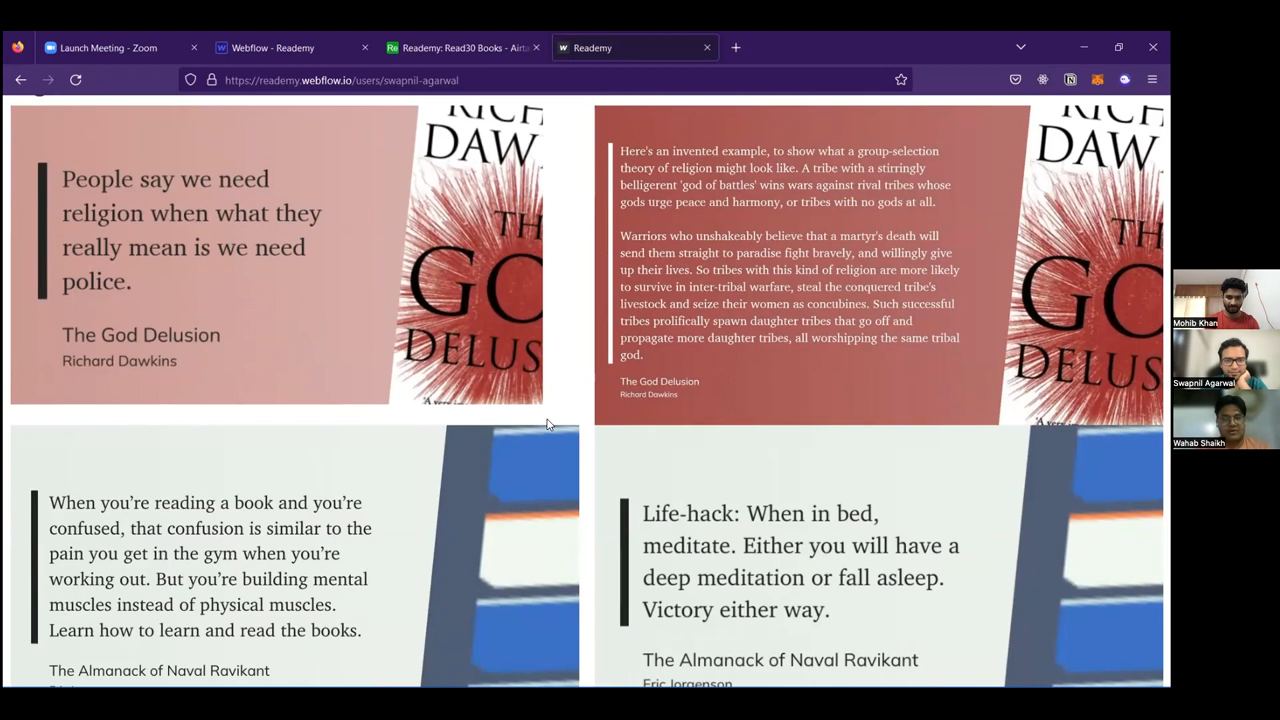 Launch Meeting - Zoom
Webflow - Reademy
Reademy: Read30 Books - Airta
Reademy
https://reademy.webflow.io/users/swapnil-agarwal
People say we need
religion when what they
really mean is we need
police.
The God Delusion
Richard Dawkins
RICH
DAW
TH
GO
DELUS
Here's an invented example, to show what a group-selection
theory of religion might look like. A tribe with a stirringly
belligerent 'god of battles' wins wars against rival tribes whose
gods urge peace and harmony, or tribes with no gods at all.
Warriors who unshakeably believe that a martyr's death will
send them straight to paradise fight bravely, and willingly give
up their lives. So tribes with this kind of religion are more likely
to survive in inter-tribal warfare, steal the conquered tribe's
livestock and seize their women as concubines. Such successful
tribes prolifically spawn daughter tribes that go off and
propagate more daughter tribes, all worshipping the same tribal
god.
The God Delusion
Richard Dawkins
RICH
DAW
TH
GO
DELUS
When you’re reading a book and you’re
confused, that confusion is similar to the
pain you get in the gym when you’re
working out. But you’re building mental
muscles instead of physical muscles.
Learn how to learn and read the books.
The Almanack of Naval Ravikant
Life-hack: When in bed,
meditate. Either you will have a
deep meditation or fall asleep.
Victory either way.
The Almanack of Naval Ravikant
Eric Jorgenson
Mohib Khan
Swapnil Agarwal
Wahab Shaikh